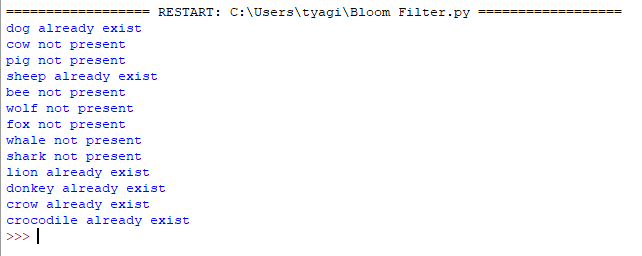 ================== RESTART: C:\Users\tyagi\Bloom Filter.py ==================
dog already exist
cow not present
pig not present
sheep already exist
bee not present
wolf not present
fox not present
whale not present
shark not present
lion already exist
donkey already exist
crow already exist
crocodile already exist
>>>